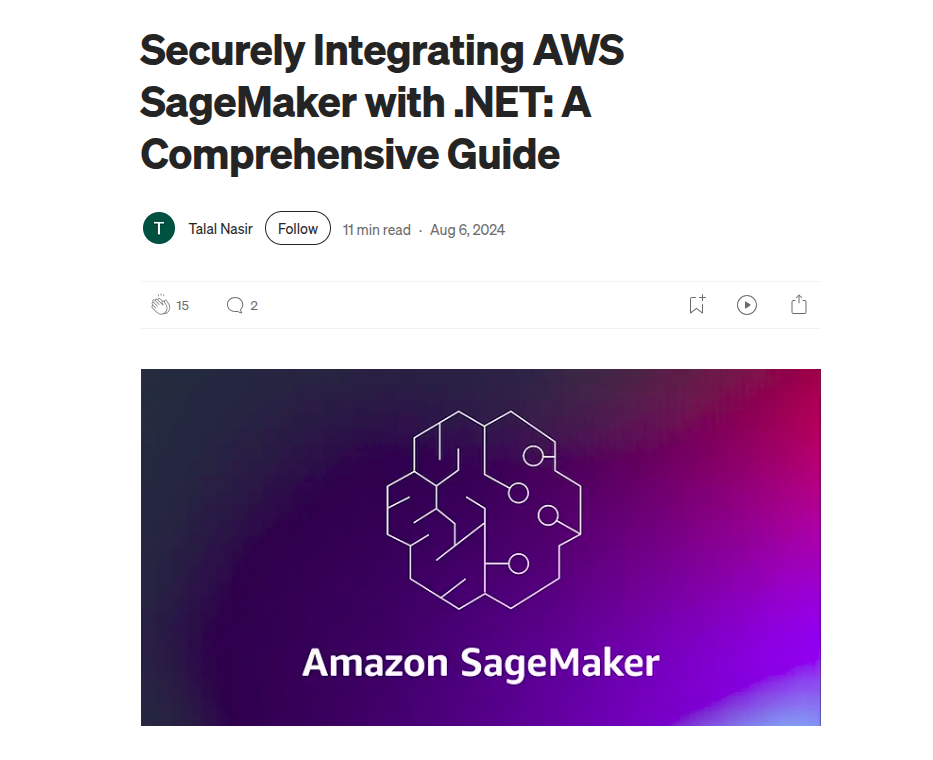 Securely Integrating AWS
SageMaker with .NET: A
Comprehensive Guide
T Talal Nasir Follow 11 min read · Aug 6, 2024
15 2
Amazon SageMaker